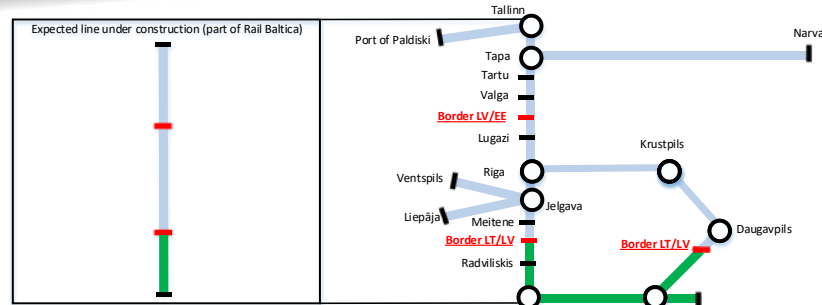 Expected line under construction (part of Rail Baltica)
Tallinn
Port of Paldiski
Narva
Tapa
Tartu
Valga
Border LV/EE
Lugazi
Krustpils
Riga
Ventspils
Jelgava
Liepāja
Meitene
Daugavpils
Border LT/LV
Border LT/LV
Radviliskis